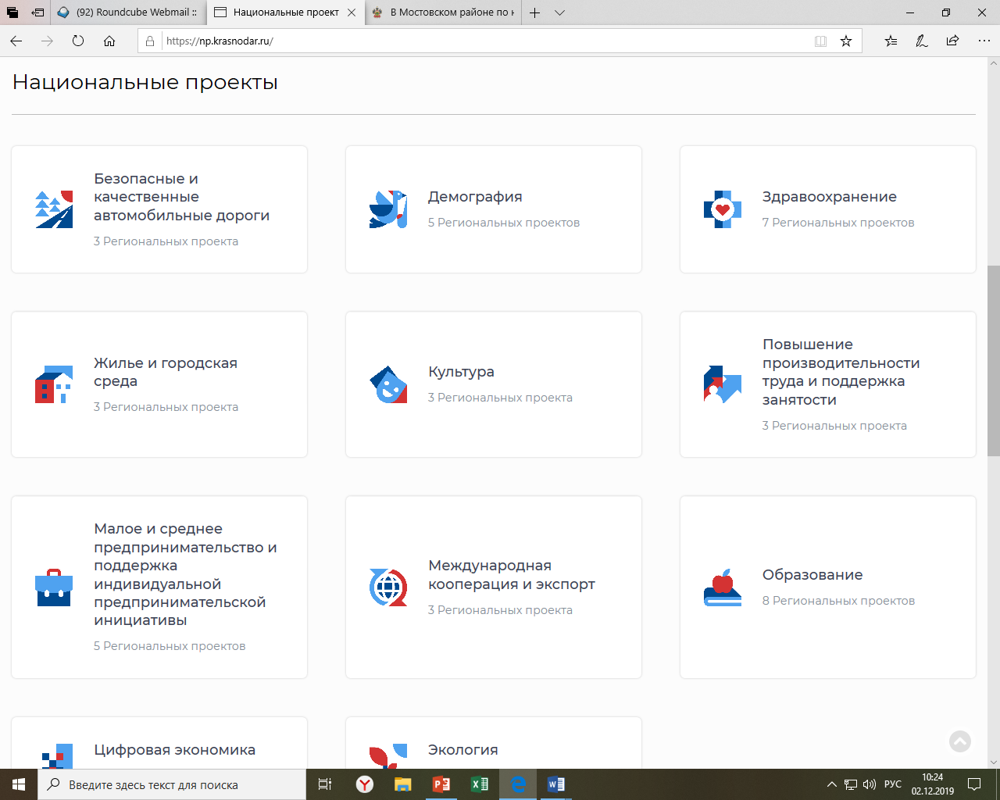 (92) Roundcube Webmail ::
Национальные проект
В Мостовском районе по н
https://np.krasnodar.ru/
Национальные проекты
Безопасные и
качественные
автомобильные дороги
3 Региональных проекта
Демография
5 Региональных проектов
Здравоохранение
7 Региональных проектов
Жилье и городская
среда
3 Региональных проекта
Культура
3 Региональных проекта
Повышение
производительности
труда и поддержка
занятости
3 Региональных проекта
Малое и среднее
предпринимательство и
поддержка
индивидуальной
предпринимательской
инициативы
5 Региональных проектов
Международная
кооперация и экспорт
3 Региональных проекта
Образование
8 Региональных проектов
Цифровая экономика
Экология
Введите здесь текст для поиска
РУС
10:24
02.12.2019